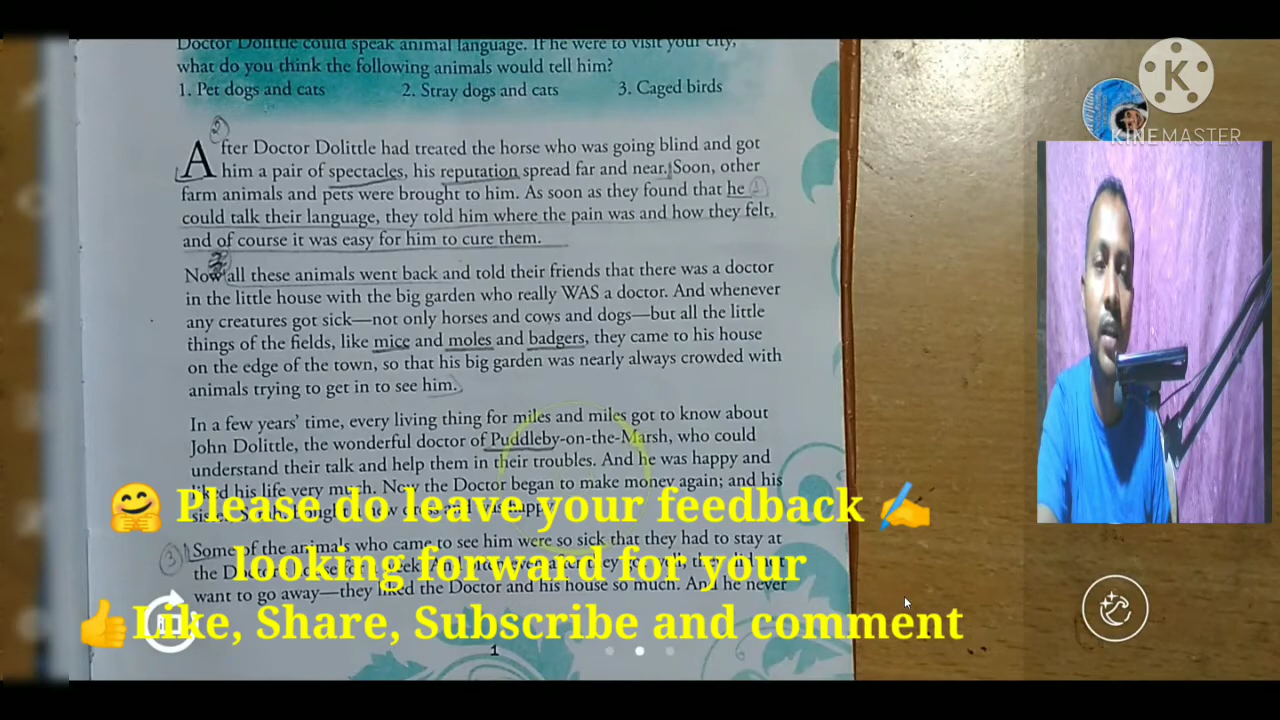 Doctor Dolittle could speak animal language. If he were to visit your city,
what do you think the following animals would tell him?
1. Pet dogs and cats 2. Stray dogs and cats 3. Caged birds
KINEMASTER
After Doctor Dolittle had treated the horse who was going blind and got
him a pair of spectacles, his reputation spread far and near. Soon, other
farm animals and pets were brought to him. As soon as they found that he
could talk their language, they told him where the pain was and how they felt,
and of course it was easy for him to cure them.
Now all these animals went back and told their friends that there was a doctor
in the little house with the big garden who really WAS a doctor. And whenever
any creatures got sick—not only horses and cows and dogs—but all the little
things of the fields, like mice and moles and badgers, they came to his house
on the edge of the town, so that his big garden was nearly always crowded with
animals trying to get in to see him.
In a few years' time, every living thing for miles and miles got to know about
John Dolittle, the wonderful doctor of Puddleby-on-the-Marsh, who could
understand their talk and help them in their troubles. And he was happy and
liked his life very much. Now the Doctor began to make money again; and his
🤗 Please do leave your feedback ✍️
Some of the animals who came to see him were so sick that they had to stay at
looking forward for your
want to go away—they liked the Doctor and his house so much. And he never
👍Like, Share, Subscribe and comment
1